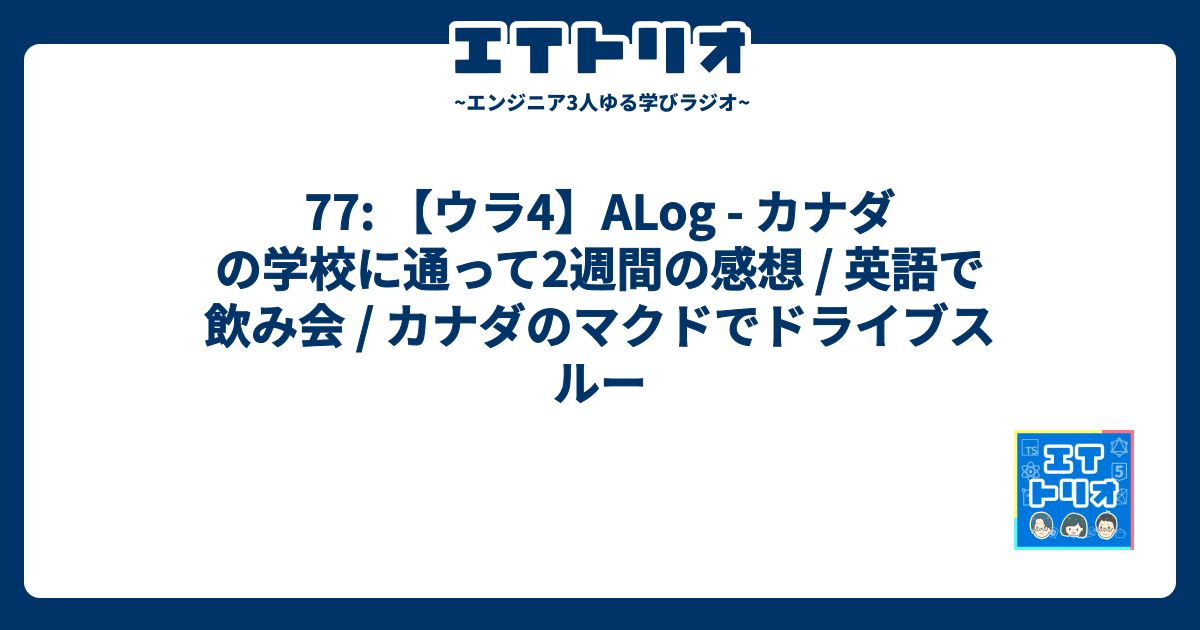 エイトリオ
~エンジニア3人ゆる学びラジオ~
77: 【ウラ4】ALog - カナダ
の学校に通って2週間の感想 / 英語で
飲み会 / カナダのマクドでドライブス
ルー
TS
エイ
5
トリオ